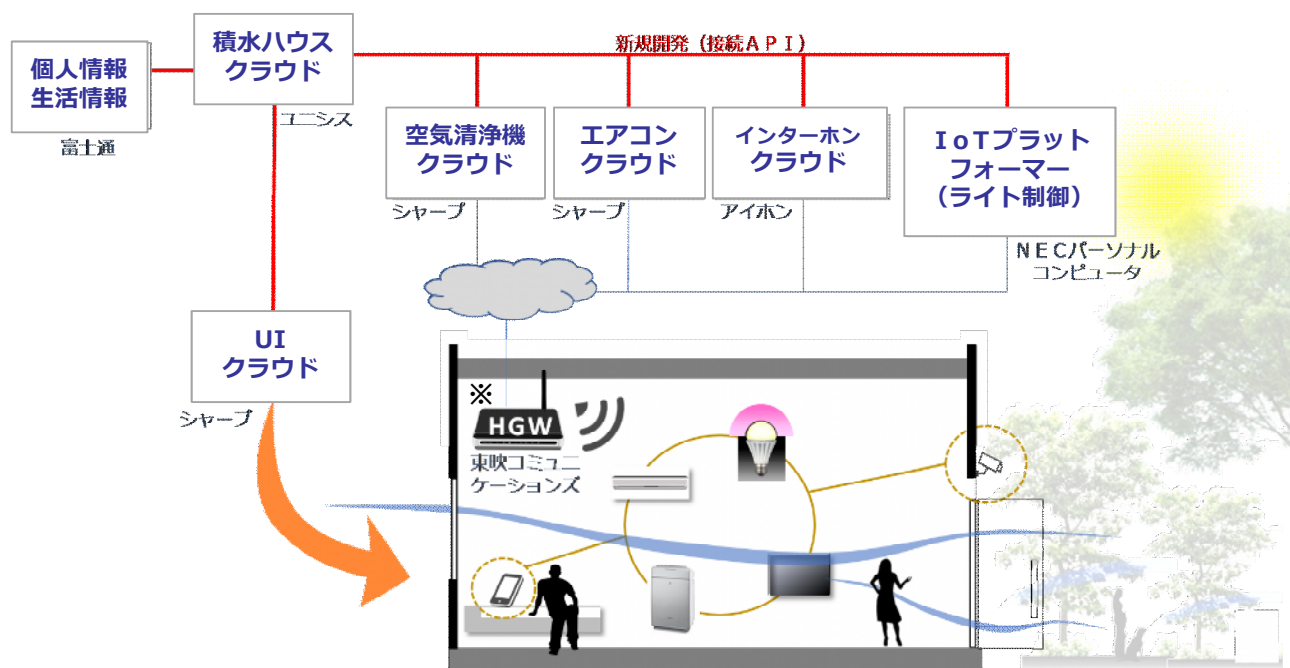 積水ハウス
クラウド
個人情報
生活情報
富士通
ユニシス
新規開発（接続ＡＰＩ）
空気清浄機
クラウド
シャープ
エアコン
クラウド
シャープ
インターホン
クラウド
アイホン
ＩｏＴプラット
フォーマー
（ライト制御）
ＮＥＣパーソナル
コンピュータ
UI
クラウド
シャープ
※
HGW
東映コミュニ
ケーションズ